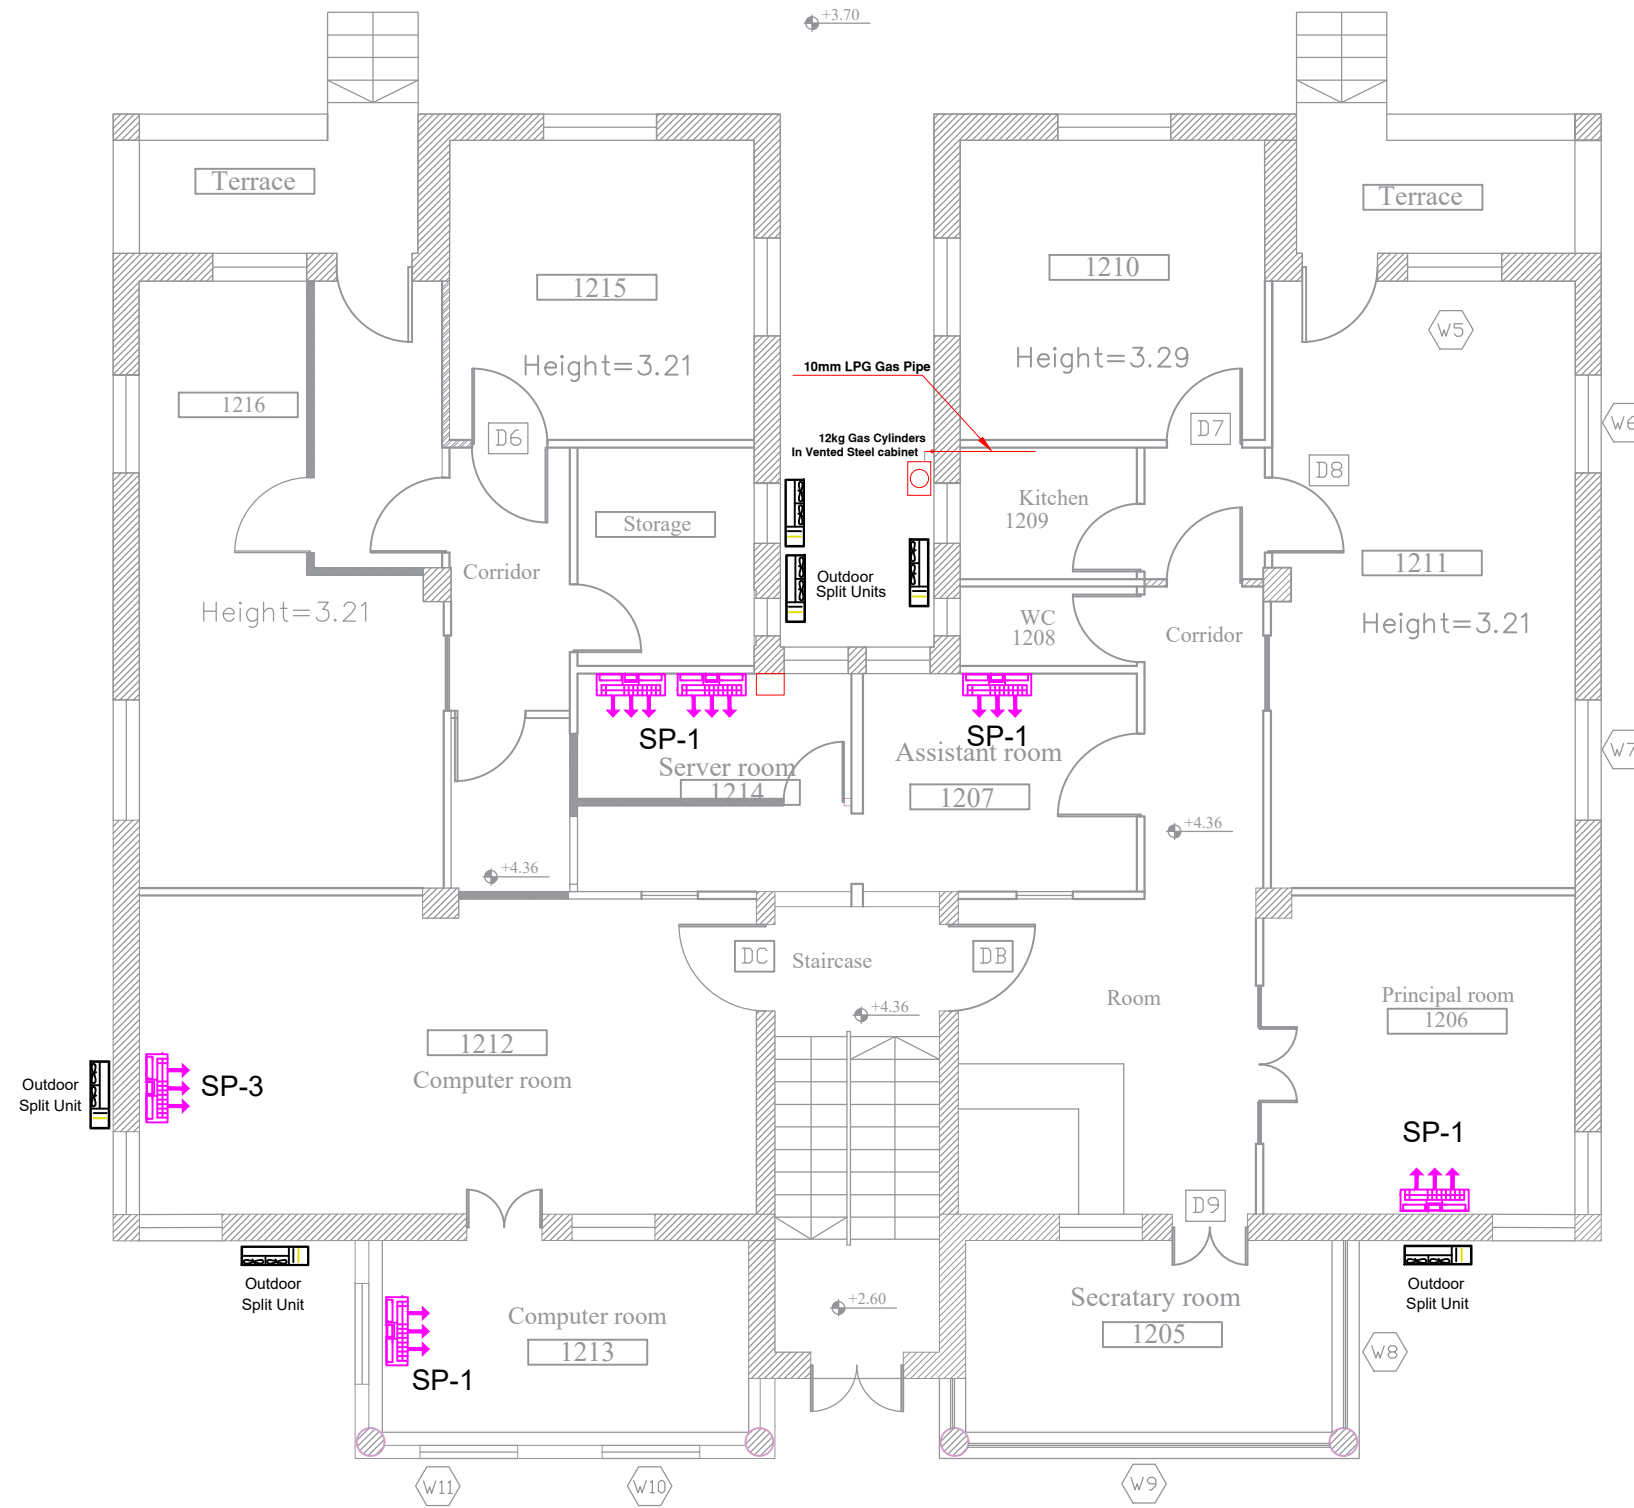 +3.70
Terrace
Terrace
1215
1210
W5
Height=3.21
Height=3.29
10mm LPG Gas Pipe
1216
W6
D6
D7
12kg Gas Cylinders
In Vented Steel cabinet
D8
Kitchen
1209
Storage
Corridor
1211
Outdoor
Split Units
Height=3.21
WC
1208
Corridor
Height=3.21
SP-1
SP-1
Server room
1214
Assistant room
1207
W7
+4.36
+4.36
DC
Staircase
DB
Room
Principal room
1206
+4.36
1212
Computer room
Outdoor
Split Unit
SP-3
SP-1
D9
Outdoor
Split Unit
Outdoor
Split Unit
+2.60
Computer room
1213
Secratary room
1205
W8
SP-1
W11
W10
W9